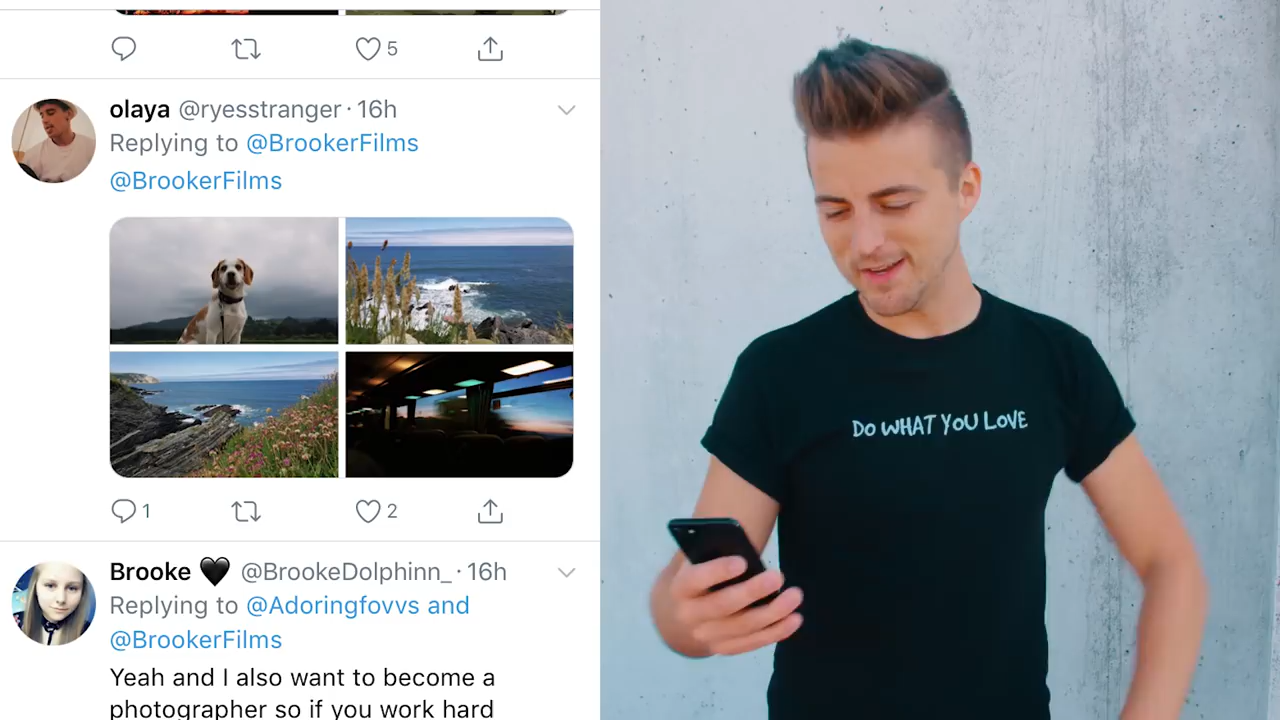 5
olaya @ryesstranger · 16h
Replying to @BrookerFilms
@BrookerFilms
1 2
Brooke 🖤 @BrookeDolphinn_ · 16h
Replying to @Adoringfovvs and
@BrookerFilms
Yeah and I also want to become a
photographer so if you work hard
DO WHAT YOU LOVE